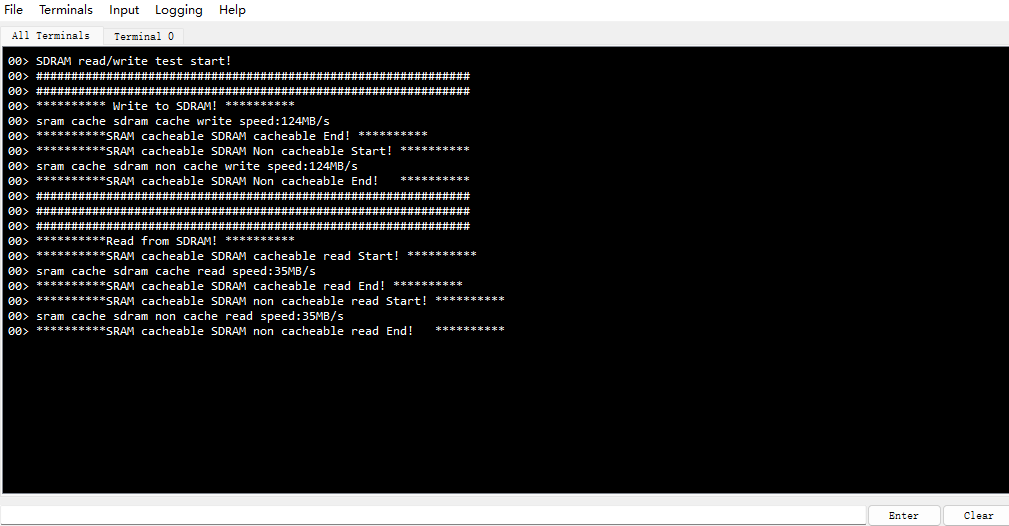 File Terminals Input Logging Help
All Terminals Terminal 0
00> SDRAM read/write test start!
00> ##############################################################
00> ##############################################################
00> ********** Write to SDRAM! **********
00> sram cache sdram cache write speed:124MB/s
00> **********SRAM cacheable SDRAM cacheable End! **********
00> **********SRAM cacheable SDRAM Non cacheable Start! **********
00> sram cache sdram non cache write speed:124MB/s
00> **********SRAM cacheable SDRAM Non cacheable End!   **********
00> ##############################################################
00> ##############################################################
00> ##############################################################
00> **********Read from SDRAM! **********
00> **********SRAM cacheable SDRAM cacheable read Start! **********
00> sram cache sdram cache read speed:35MB/s
00> **********SRAM cacheable SDRAM cacheable read End! **********
00> **********SRAM cacheable SDRAM non cacheable read Start! **********
00> sram cache sdram non cache read speed:35MB/s
00> **********SRAM cacheable SDRAM non cacheable read End!   **********
Enter Clear